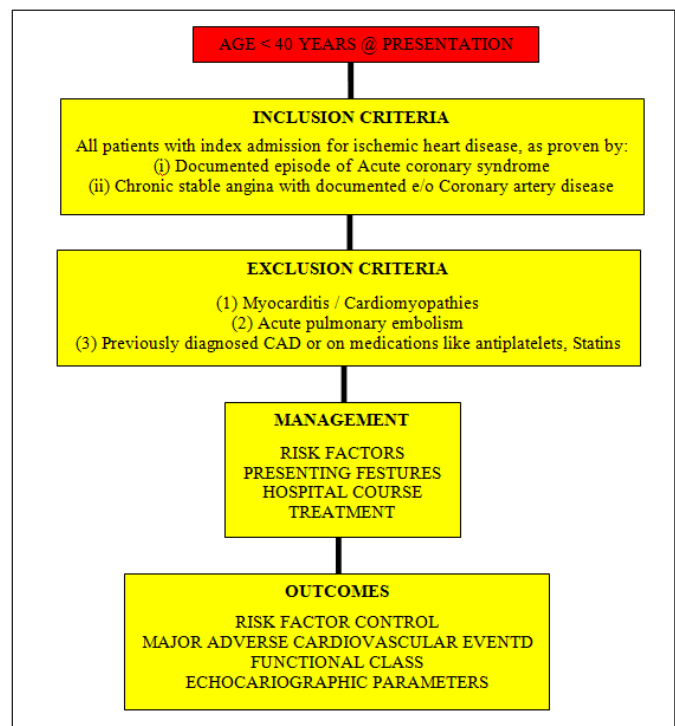 AGE < 40 YEARS @ PRESENTATION
INCLUSION CRITERIA
All patients with index admission for ischemic heart disease, as proven by:
(i) Documented episode of Acute coronary syndrome
(ii) Chronic stable angina with documented e/o Coronary artery disease
EXCLUSION CRITERIA
(1) Myocarditis / Cardiomyopathies
(2) Acute pulmonary embolism
(3) Previously diagnosed CAD or on medications like antiplatelets, Statins
MANAGEMENT
RISK FACTORS
PRESENTING FESTURES
HOSPITAL COURSE
TREATMENT
OUTCOMES
RISK FACTOR CONTROL
MAJOR ADVERSE CARDIOVASCULAR EVENTD
FUNCTIONAL CLASS
ECHOCARIOGRAPHIC PARAMETERS